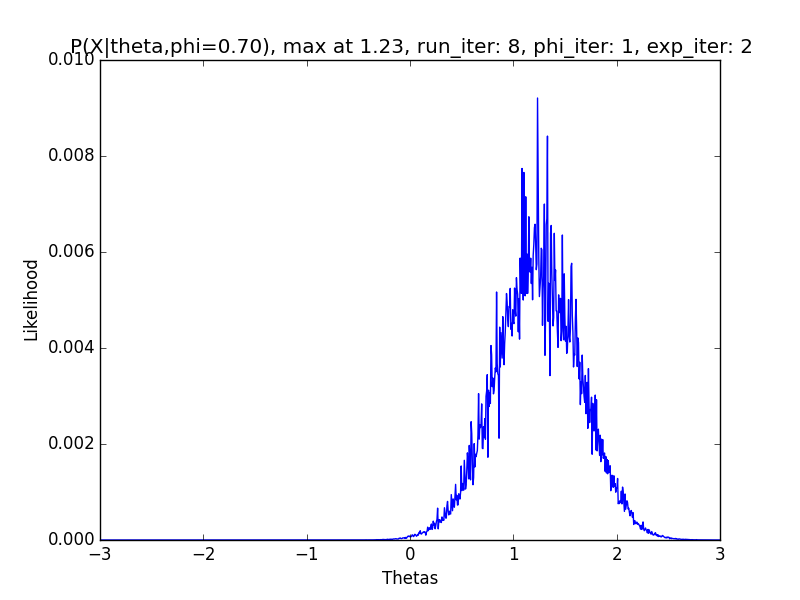 P(X|theta,phi=0.70), max at 1.23, run_iter: 8, phi_iter: 1, exp_iter: 2
0.010
0.008
0.006
0.004
0.002
0.000
Likelihood
−3 −2 −1 0 1 2 3
Thetas